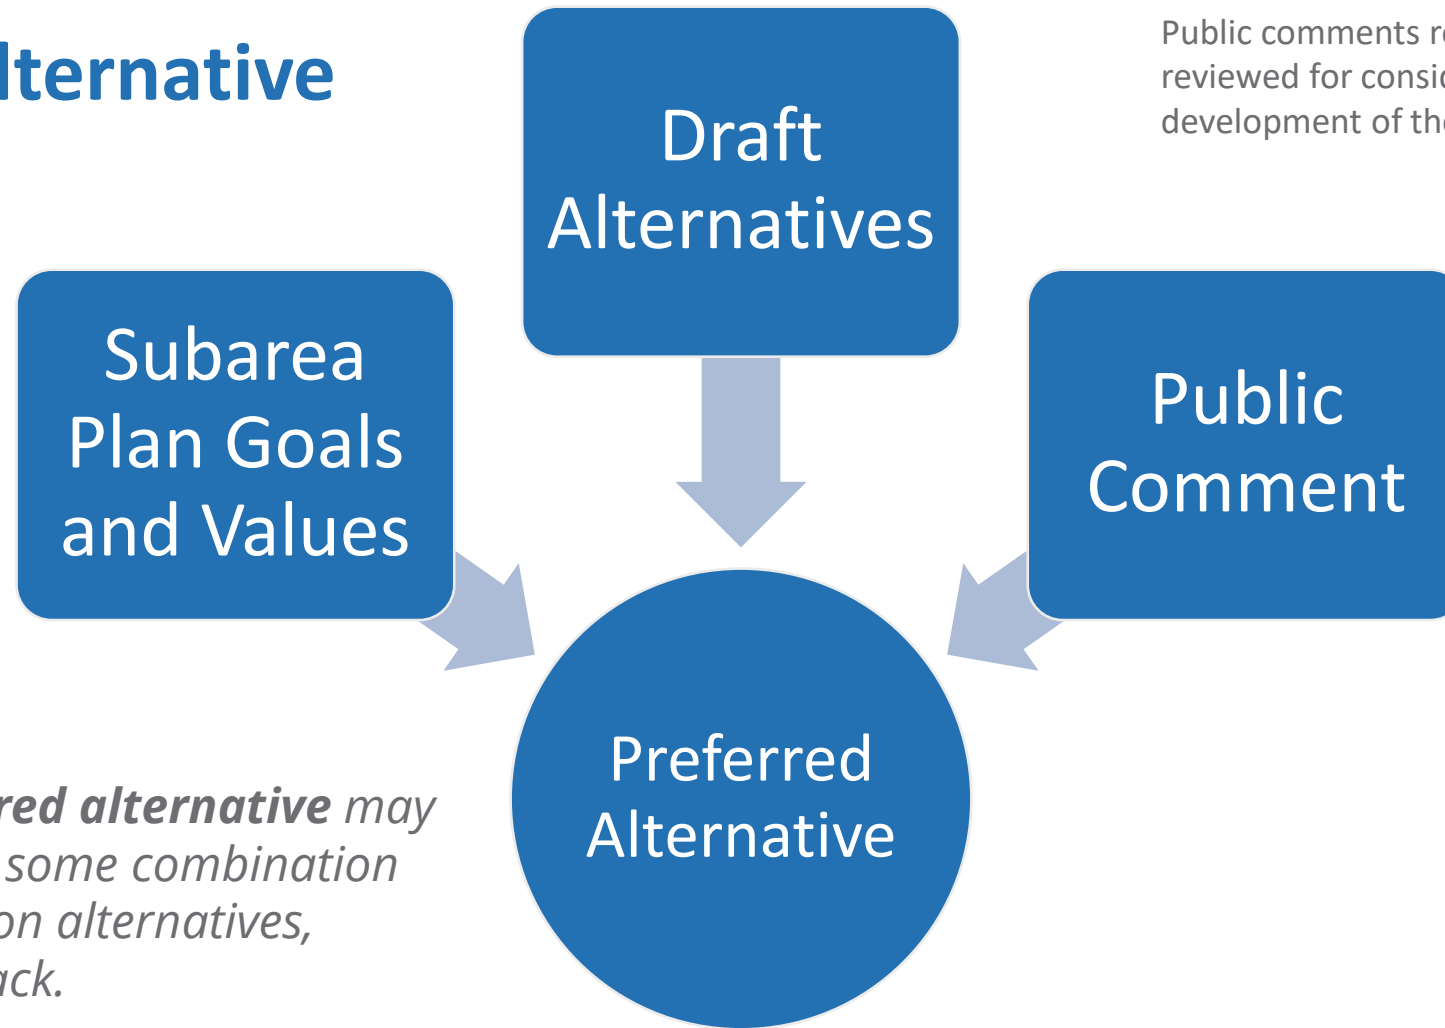 lternative
Public comments r
reviewed for consi
development of the
Draft
Alternatives
Subarea
Plan Goals
and Values
Public
Comment
Preferred
Alternative
red alternative may
some combination
on alternatives,
ack.